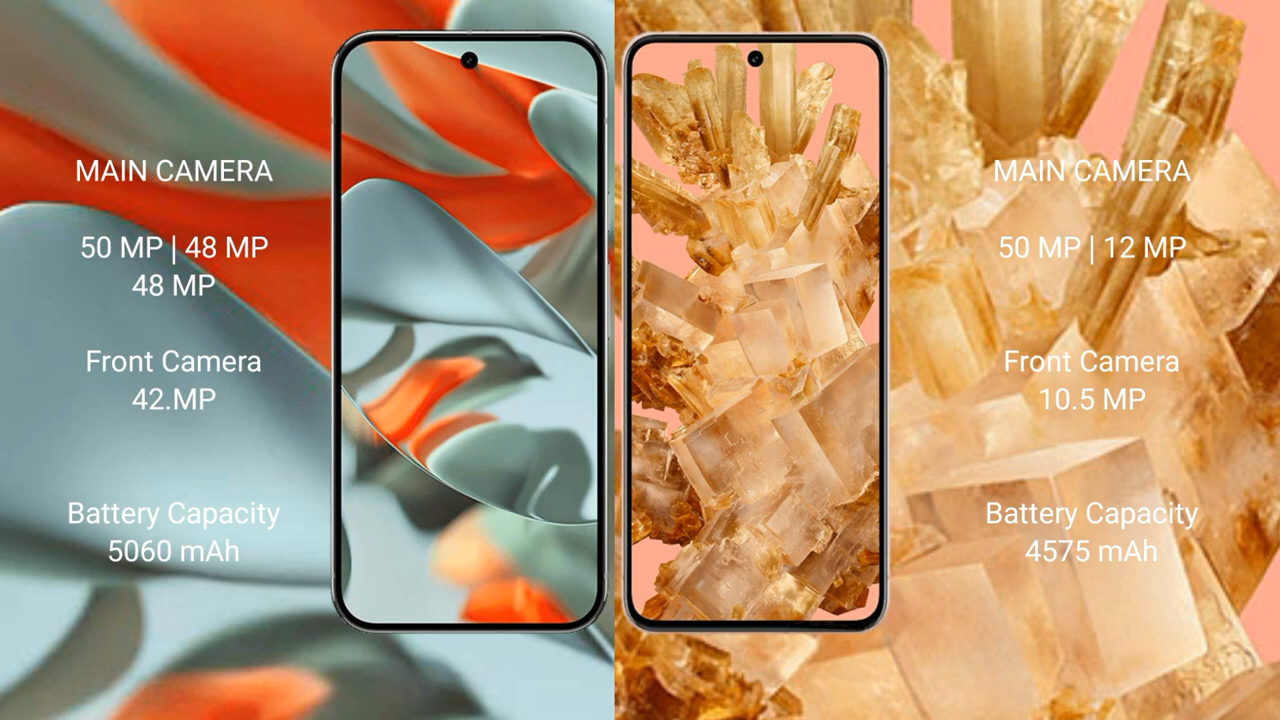 MAIN CAMERA
50 MP | 48 MP
48 MP
Front Camera
42.MP
Battery Capacity
5060 mAh
MAIN CAMERA
50 MP | 12 MP
Front Camera
10.5 MP
Battery Capacity
4575 mAh